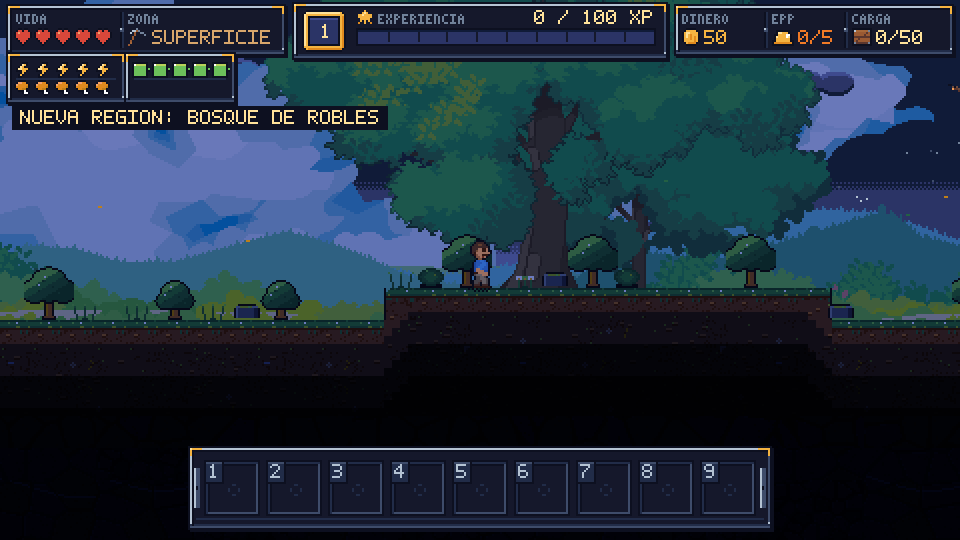 VIDA
ZONA
SUPERFICIE
1
EXPERIENCIA
0 / 100 XP
DINERO
50
EPP
0/5
CARGA
0/50
NUEVA REGION: BOSQUE DE ROBLES
1 2 3 4 5 6 7 8 9